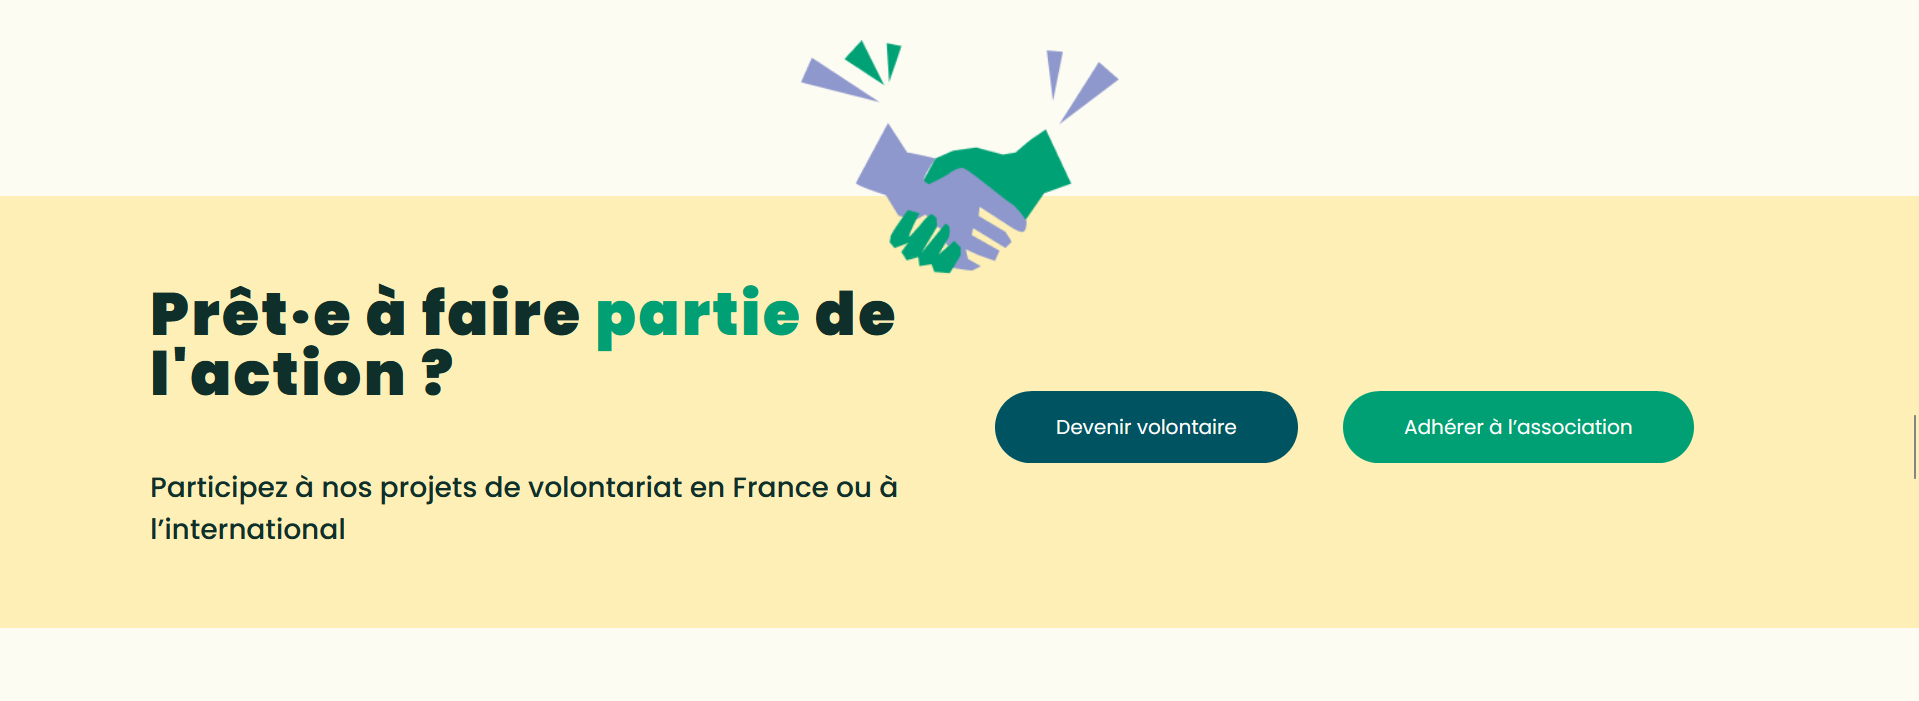 Prêt•e à faire partie de
l'action ?
Participez à nos projets de volontariat en France ou à
l’international
Devenir volontaire
Adhérer à l’association